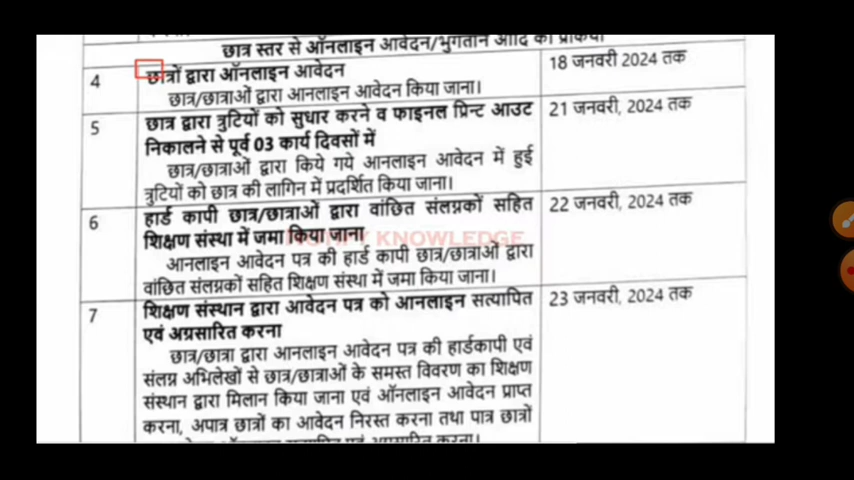 छात्र स्तर से ऑनलाइन आवेदन/भुगतान आदि की प्रक्रिया
4 छात्रों द्वारा ऑनलाइन आवेदन 18 जनवरी 2024 तक
छात्र/छात्राओं द्वारा आनलाइन आवेदन किया जाना।
5 छात्र द्वारा त्रुटियों को सुधार करने व फाइनल प्रिन्ट आउट 21 जनवरी, 2024 तक
निकालने से पूर्व 03 कार्य दिवसों में
छात्र/छात्राओं द्वारा किये गये आनलाइन आवेदन में हुई
त्रुटियों को छात्र की लागिन में प्रदर्शित किया जाना।
6 हार्ड कापी छात्र/छात्राओं द्वारा वांछित संलग्नकों सहित 22 जनवरी, 2024 तक
शिक्षण संस्था में जमा किया जाना
KNOWLEDGE
आनलाइन आवेदन पत्र की हार्ड कापी छात्र/छात्राओं द्वारा
वांछित संलग्नकों सहित शिक्षण संस्था में जमा किया जाना।
7 शिक्षण संस्थान द्वारा आवेदन पत्र को आनलाइन सत्यापित 23 जनवरी, 2024 तक
एवं अग्रसारित करना
छात्र/छात्रा द्वारा आनलाइन आवेदन पत्र की हार्डकापी एवं
संलग्न अभिलेखों से छात्र/छात्राओं के समस्त विवरण का शिक्षण
संस्थान द्वारा मिलान किया जाना एवं ऑनलाइन आवेदन प्राप्त
करना, अपात्र छात्रों का आवेदन निरस्त करना तथा पात्र छात्रों